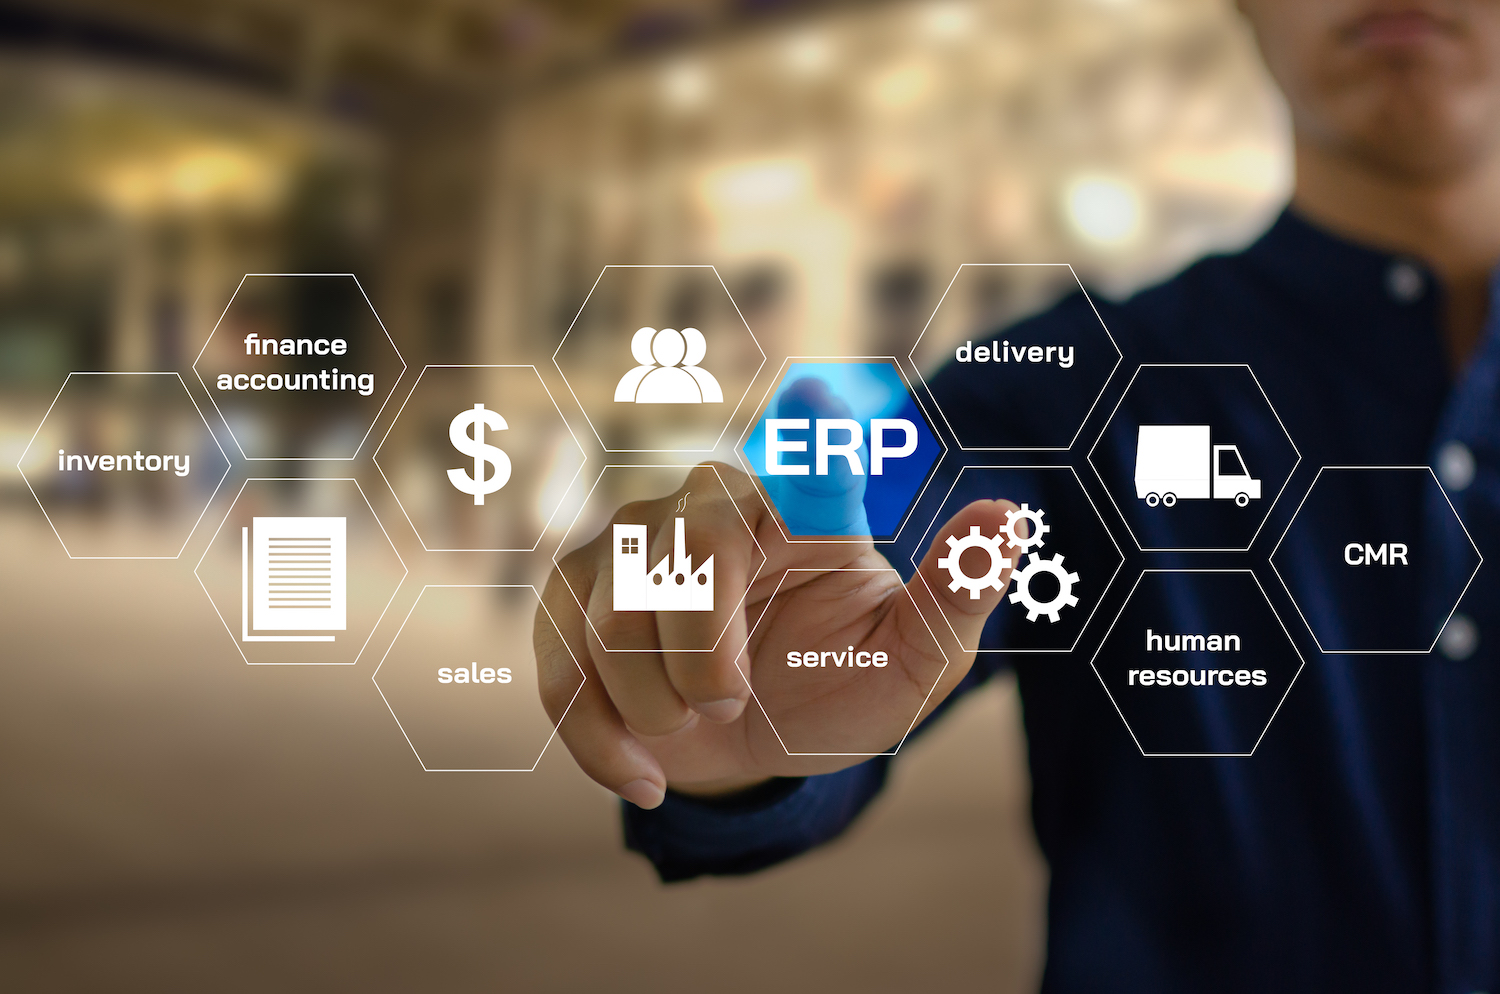 finance
accounting
inventory
$
ERP
delivery
sales
service
human
resources
CMR